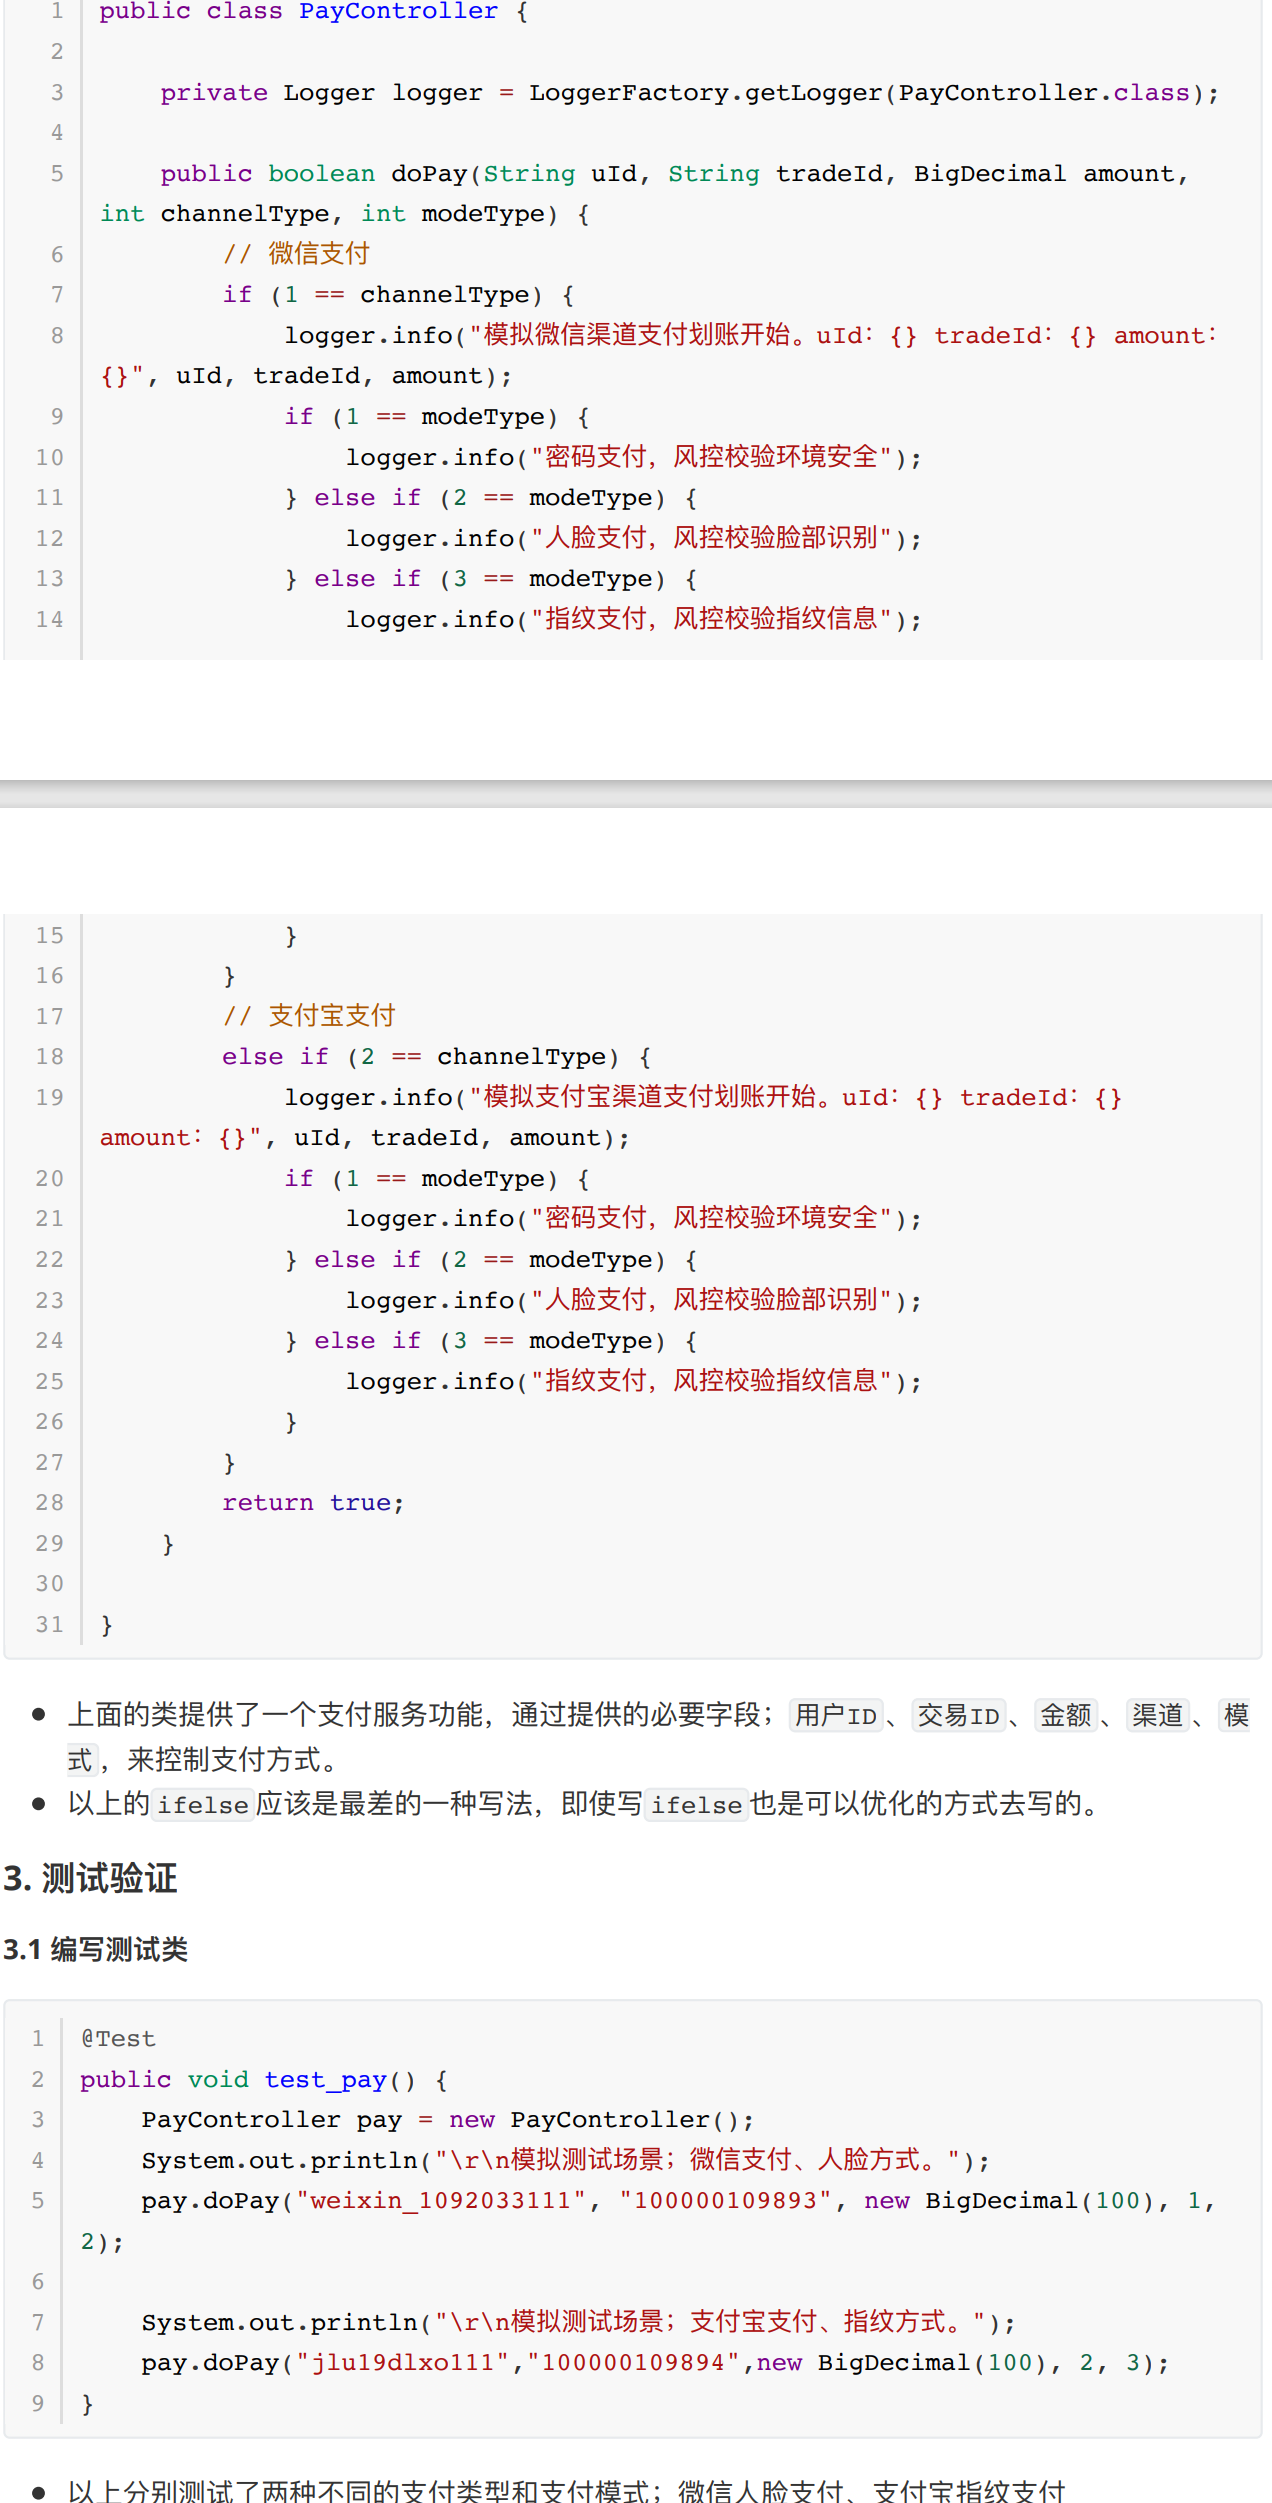 1 public class PayController {
2
3     private Logger logger = LoggerFactory.getLogger(PayController.class);
4
5     public boolean doPay(String uId, String tradeId, BigDecimal amount,
int channelType, int modeType) {
6         // 微信支付
7         if (1 == channelType) {
8             logger.info("模拟微信渠道支付划账开始。uId：{} tradeId：{} amount：
{}", uId, tradeId, amount);
9             if (1 == modeType) {
10                 logger.info("密码支付，风控校验环境安全");
11             } else if (2 == modeType) {
12                 logger.info("人脸支付，风控校验脸部识别");
13             } else if (3 == modeType) {
14                 logger.info("指纹支付，风控校验指纹信息");
15             }
16         }
17         // 支付宝支付
18         else if (2 == channelType) {
19             logger.info("模拟支付宝渠道支付划账开始。uId：{} tradeId：{}
amount：{}", uId, tradeId, amount);
20             if (1 == modeType) {
21                 logger.info("密码支付，风控校验环境安全");
22             } else if (2 == modeType) {
23                 logger.info("人脸支付，风控校验脸部识别");
24             } else if (3 == modeType) {
25                 logger.info("指纹支付，风控校验指纹信息");
26             }
27         }
28         return true;
29     }
30
31 }
● 上面的类提供了一个支付服务功能，通过提供的必要字段；用户ID、交易ID、金额、渠道、模
式，来控制支付方式。
● 以上的ifelse应该是最差的一种写法，即使写ifelse也是可以优化的方式去写的。
3. 测试验证
3.1 编写测试类
1 @Test
2 public void test_pay() {
3     PayController pay = new PayController();
4     System.out.println("\r\n模拟测试场景；微信支付、人脸方式。");
5     pay.doPay("weixin_1092033111", "100000109893", new BigDecimal(100), 1,
2);
6
7     System.out.println("\r\n模拟测试场景；支付宝支付、指纹方式。");
8     pay.doPay("jlu19dlxo111","100000109894",new BigDecimal(100), 2, 3);
9 }
● 以上分别测试了两种不同的支付类型和支付模式；微信人脸支付、支付宝指纹支付